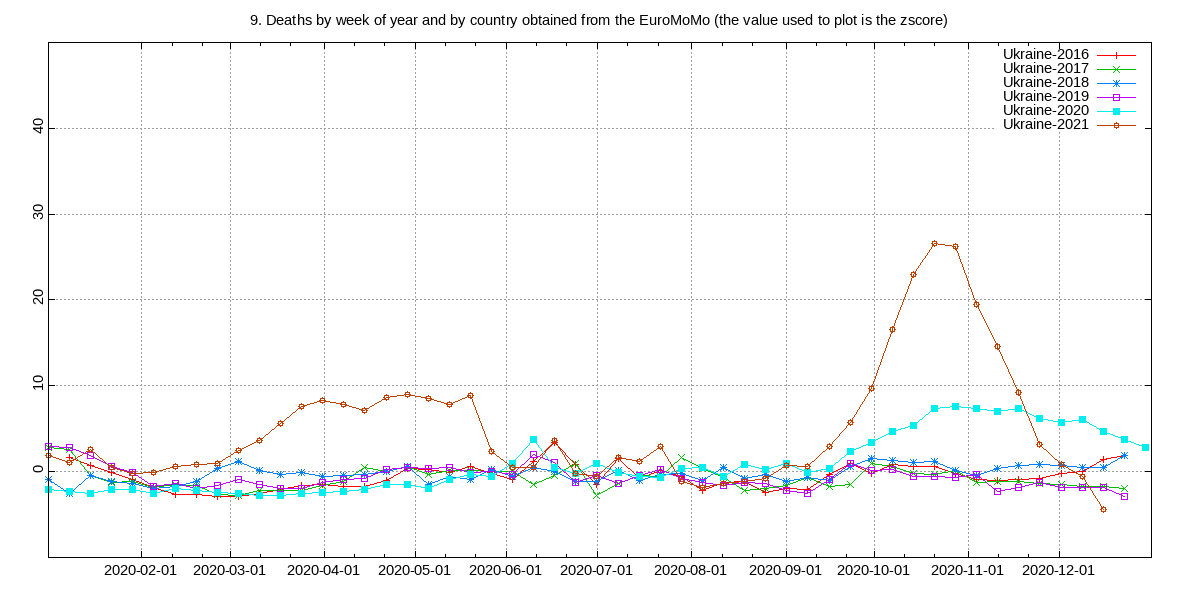 9. Deaths by week of year and by country obtained from the EuroMoMo (the value used to plot is the zscore)
Ukraine-2016
Ukraine-2017
Ukraine-2018
Ukraine-2019
Ukraine-2020
Ukraine-2021
40
30
20
10
0
2020-02-01 2020-03-01 2020-04-01 2020-05-01 2020-06-01 2020-07-01 2020-08-01 2020-09-01 2020-10-01 2020-11-01 2020-12-01